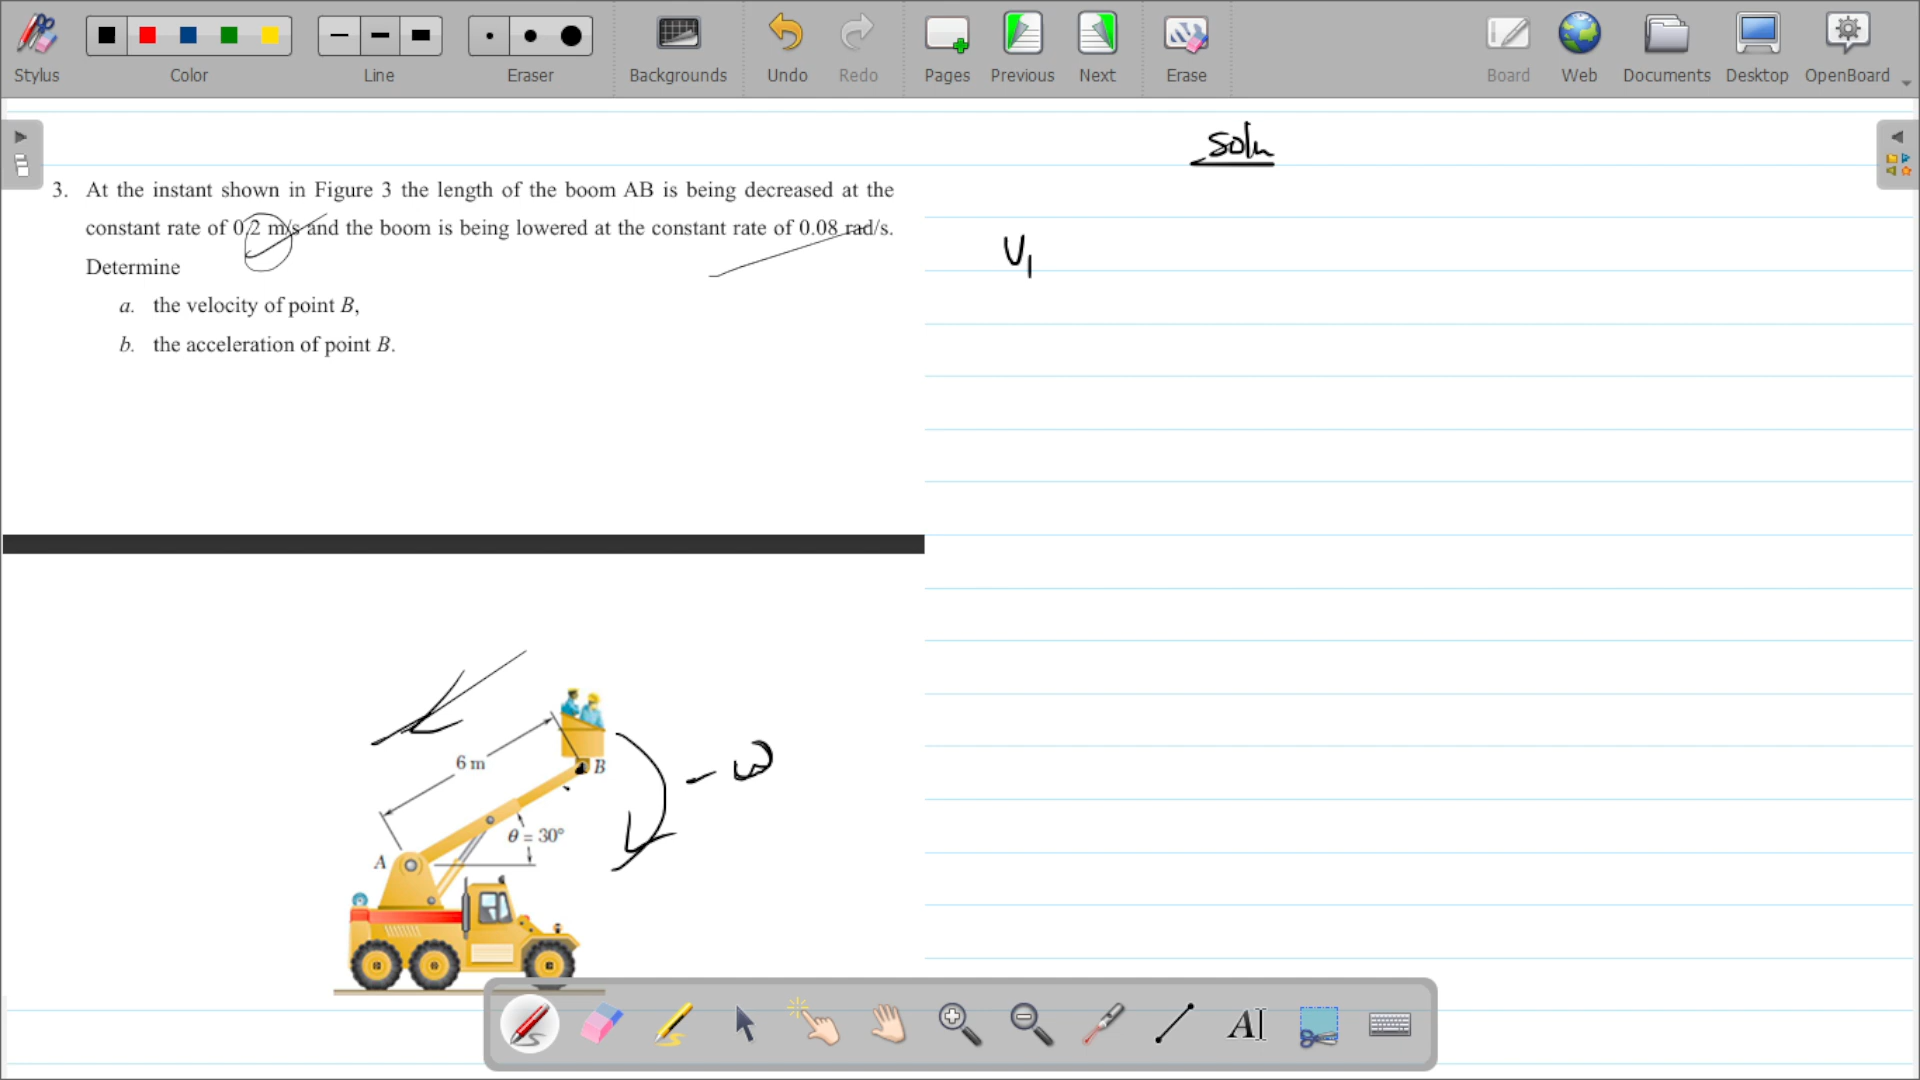 Stylus
Color
Line
Eraser
Backgrounds
Undo
Redo
Pages
Previous
Next
Erase
Board
Web
Documents
Desktop
OpenBoard
3. At the instant shown in Figure 3 the length of the boom AB is being decreased at the
constant rate of 0.2 m/s and the boom is being lowered at the constant rate of 0.08 rad/s.
Determine
a. the velocity of point B,
b. the acceleration of point B.
Soln
V₁
6 m
B
θ = 30°
A
- ω
AI